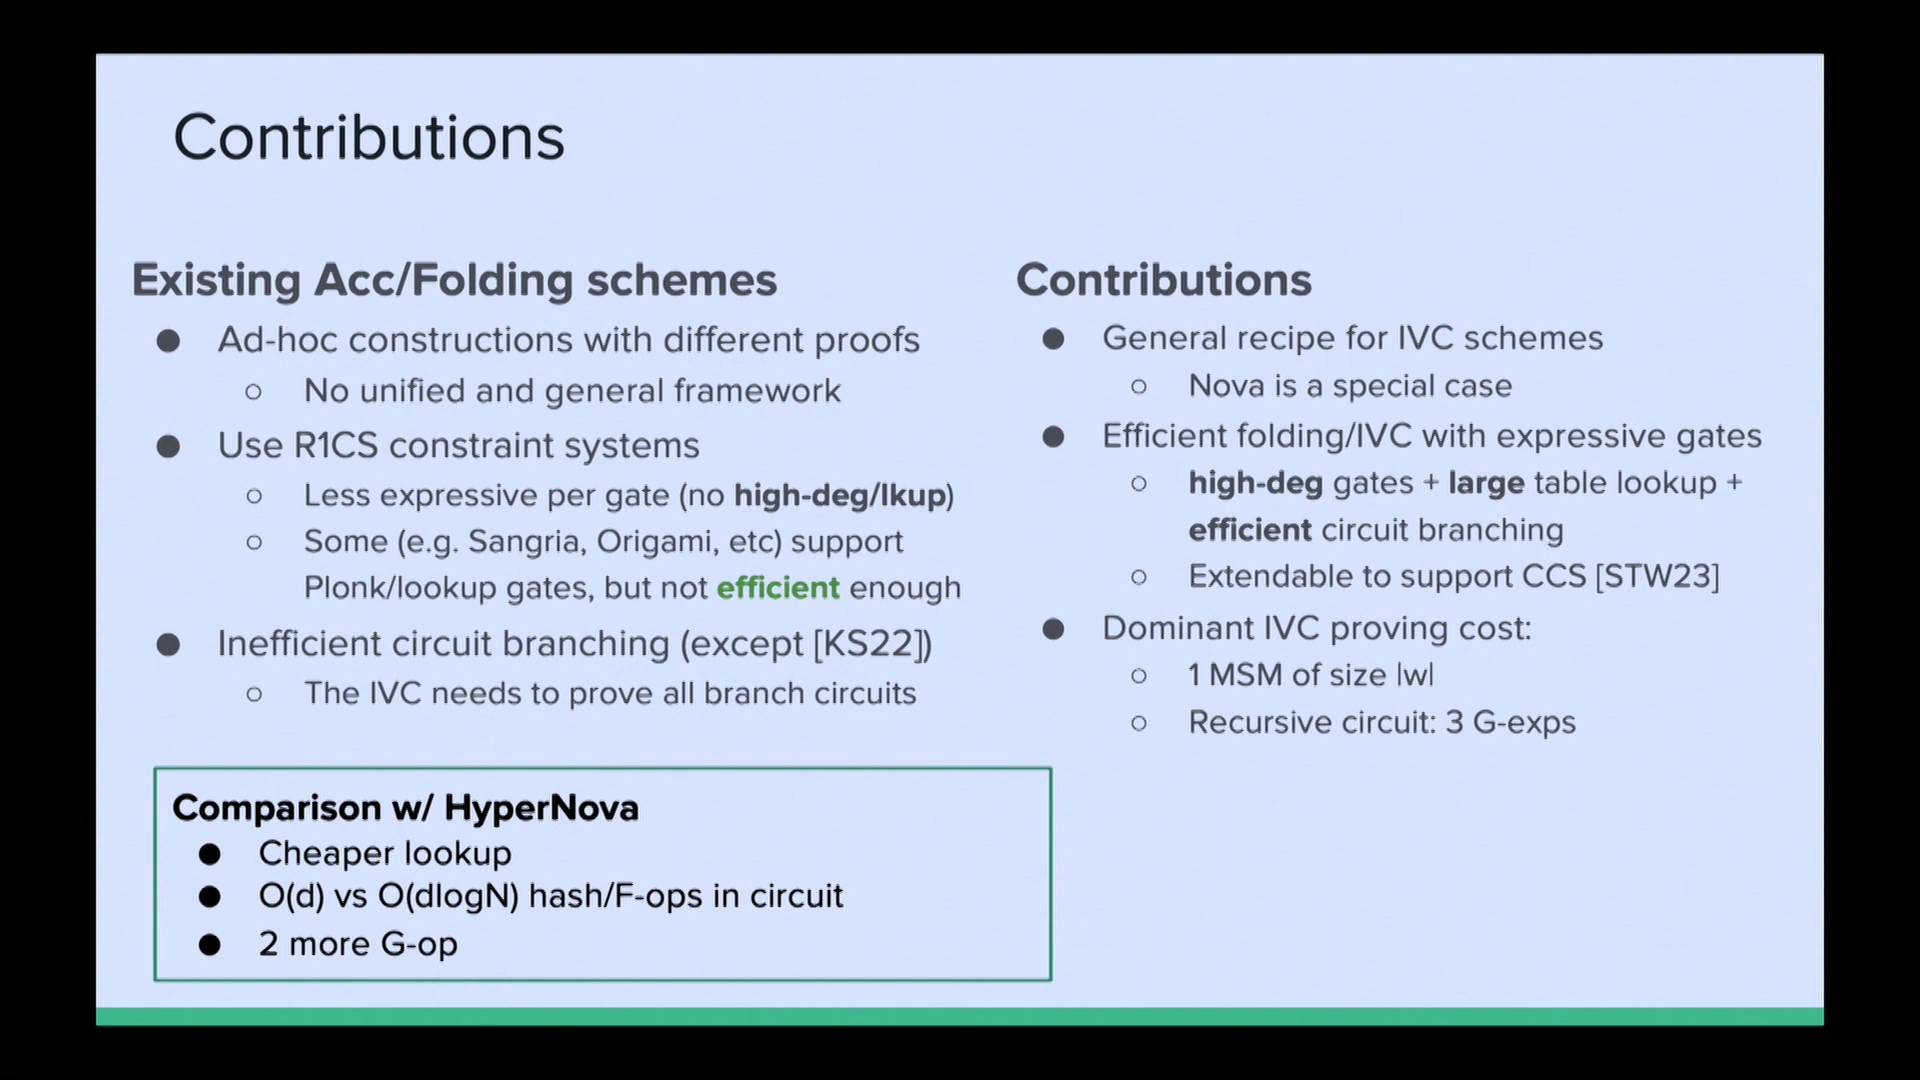 Contributions
Existing Acc/Folding schemes
● Ad-hoc constructions with different proofs
○ No unified and general framework
● Use R1CS constraint systems
○ Less expressive per gate (no high-deg/lkup)
○ Some (e.g. Sangria, Origami, etc) support
Plonk/lookup gates, but not efficient enough
● Inefficient circuit branching (except [KS22])
○ The IVC needs to prove all branch circuits
Contributions
● General recipe for IVC schemes
○ Nova is a special case
● Efficient folding/IVC with expressive gates
○ high-deg gates + large table lookup +
efficient circuit branching
○ Extendable to support CCS [STW23]
● Dominant IVC proving cost:
○ 1 MSM of size |w|
○ Recursive circuit: 3 G-exps
Comparison w/ HyperNova
● Cheaper lookup
● O(d) vs O(dlogN) hash/F-ops in circuit
● 2 more G-op